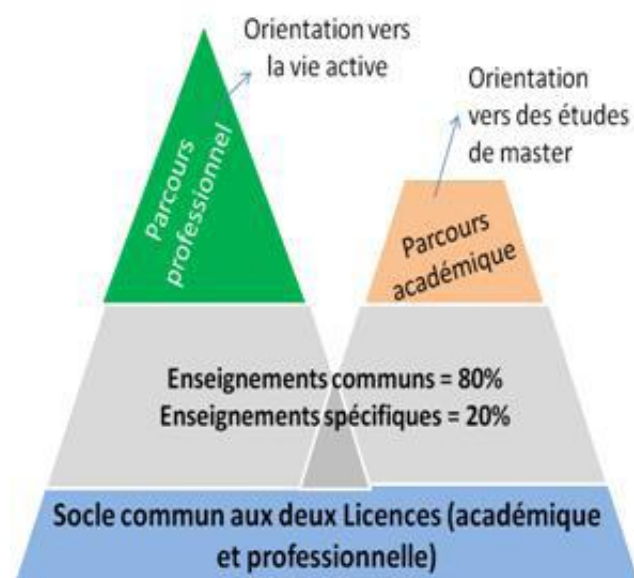 Orientation vers
la vie active
Orientation
vers des études
de master
Parcours
professionnel
Parcours
académique
Enseignements communs = 80%
Enseignements spécifiques = 20%
Socle commun aux deux Licences (académique
et professionnelle)